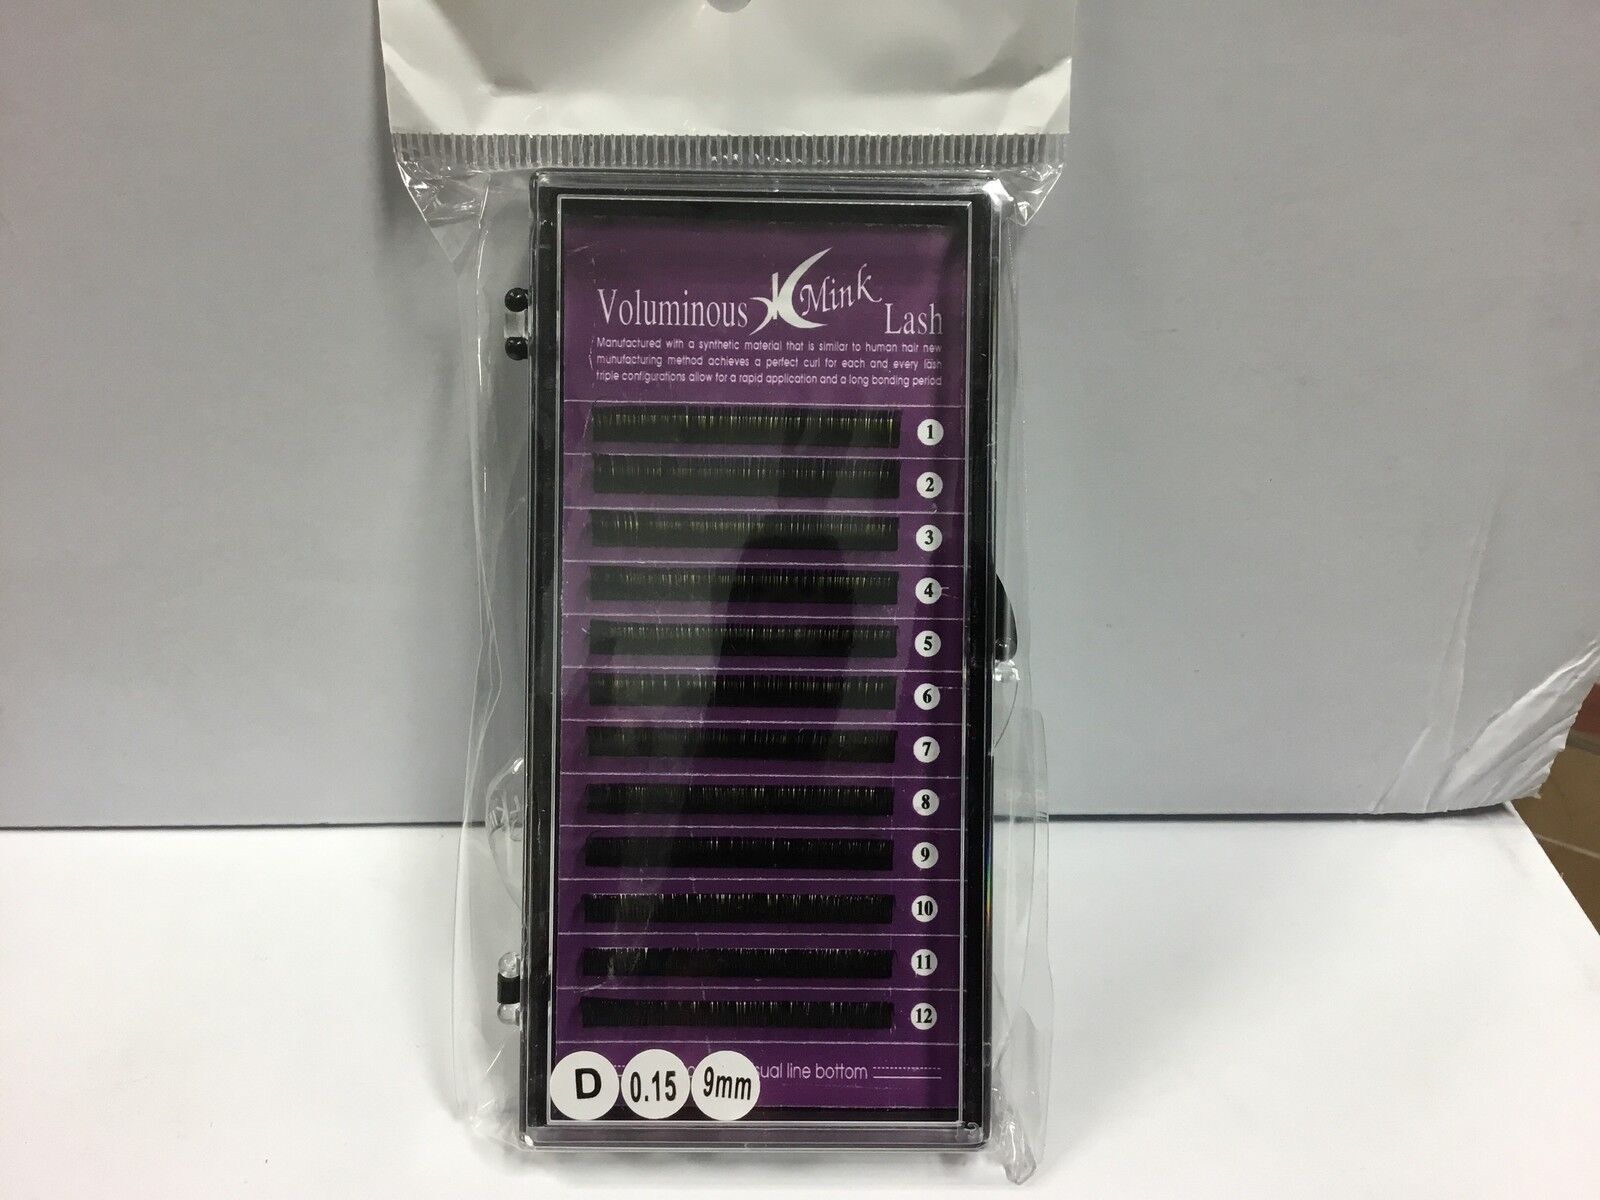 Voluminous Mink Lash
Manufactured with a synthetic material that is similar to human hair new
munufacturing method achieves a perfect curl for each and every lash
triple configurations allow for a rapid application and a long bonding period
1
2
3
4
5
6
7
8
9
10
11
12
line bottom
D 0.15 9mm